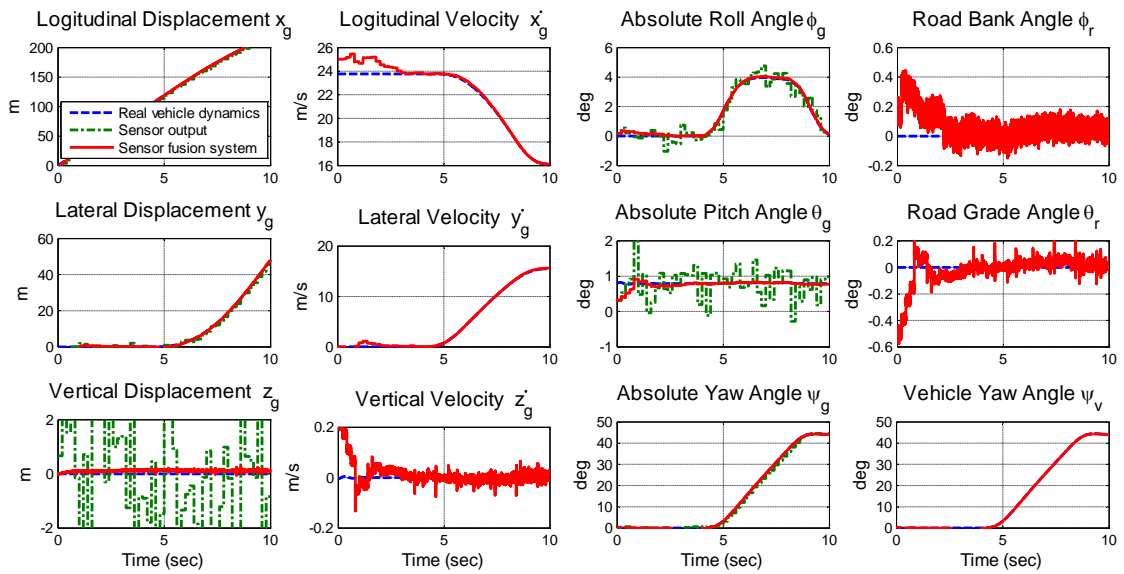 Longitudinal Displacement x_g
Logitudinal Velocity ẋ_g
Absolute Roll Angle ϕ_g
Road Bank Angle ϕ_r
200
150
100
50
0
m
0 5 10
Real vehicle dynamics
Sensor output
Sensor fusion system
26
24
22
20
18
16
m/s
0 5 10
6
4
2
0
-2
deg
0 5 10
0.6
0.4
0.2
0
-0.2
deg
0 5 10
Lateral Displacement y_g
Lateral Velocity ẏ_g
Absolute Pitch Angle θ_g
Road Grade Angle θ_r
60
40
20
0
m
0 5 10
20
10
0
m/s
0 5 10
2
1
0
-1
deg
0 5 10
0.2
0
-0.2
-0.4
-0.6
deg
0 5 10
Vertical Displacement z_g
Vertical Velocity ż_g
Absolute Yaw Angle ψ_g
Vehicle Yaw Angle ψ_v
2
0
-2
m
0 5 10
Time (sec)
0.2
0
-0.2
m/s
0 5 10
Time (sec)
50
40
30
20
10
0
deg
0 5 10
Time (sec)
50
40
30
20
10
0
deg
0 5 10
Time (sec)